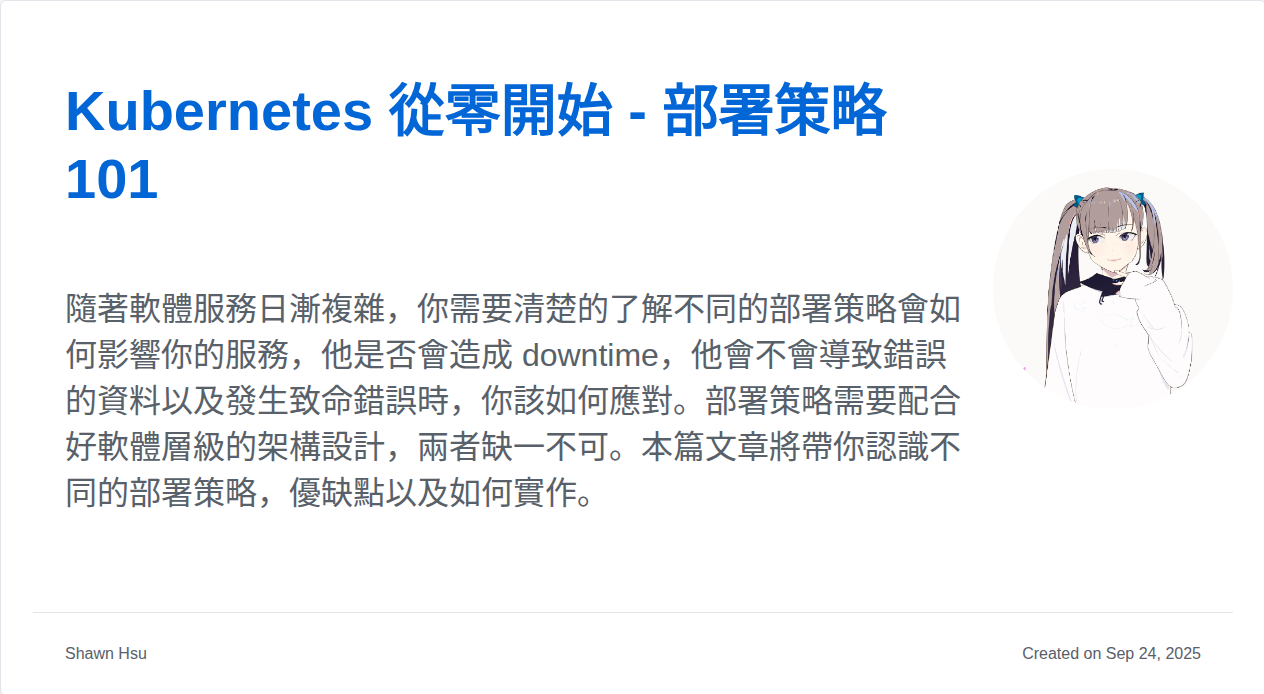 Kubernetes 從零開始 - 部署策略
101
隨著軟體服務日漸複雜，你需要清楚的了解不同的部署策略會如
何影響你的服務，他是否會造成 downtime，他會不會導致錯誤
的資料以及發生致命錯誤時，你該如何應對。部署策略需要配合
好軟體層級的架構設計，兩者缺一不可。本篇文章將帶你認識不
同的部署策略，優缺點以及如何實作。
Shawn Hsu
Created on Sep 24, 2025